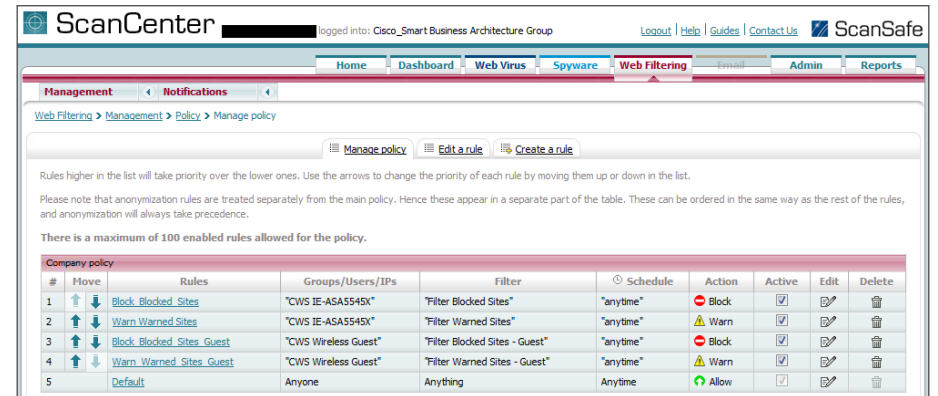 ScanCenter logged into: Cisco_Smart Business Architecture Group Logout | Help | Guides | Contact Us ScanSafe
Home Dashboard Web Virus Spyware Web Filtering Email Admin Reports
Management Notifications
Web Filtering > Management > Policy > Manage policy
Manage policy Edit a rule Create a rule
Rules higher in the list will take priority over the lower ones. Use the arrows to change the priority of each rule by moving them up or down in the list.
Please note that anonymization rules are treated separately from the main policy. Hence these appear in a separate part of the table. These can be ordered in the same way as the rest of the rules,
and anonymization will always take precedence.
There is a maximum of 100 enabled rules allowed for the policy.
Company policy
# Move Rules Groups/Users/IPs Filter Schedule Action Active Edit Delete
1 Block_Blocked_Sites "CWS IE-ASA5545X" "Filter Blocked Sites" "anytime" Block
2 Warn Warned Sites "CWS IE-ASA5545X" "Filter Warned Sites" "anytime" Warn
3 Block_Blocked_Sites_Guest "CWS Wireless Guest" "Filter Blocked Sites - Guest" "anytime" Block
4 Warn_Warned_Sites_Guest "CWS Wireless Guest" "Filter Warned Sites - Guest" "anytime" Warn
5 Default Anyone Anything Anytime Allow